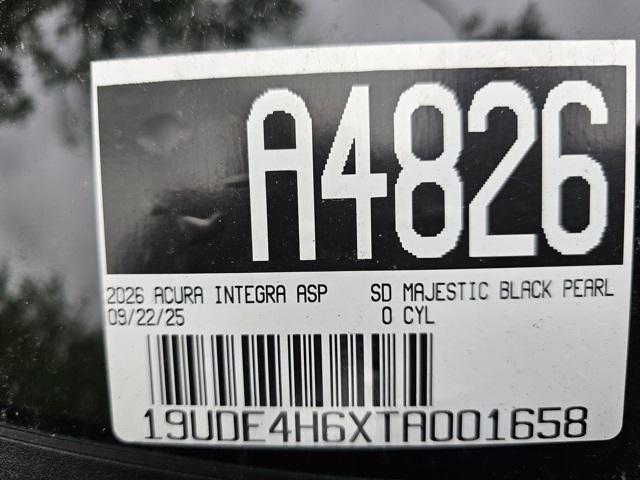 A4826
2026 ACURA INTEGRA ASP SD MAJESTIC BLACK PEARL
09/22/25 0 CYL
19UDE4H6XTA001658